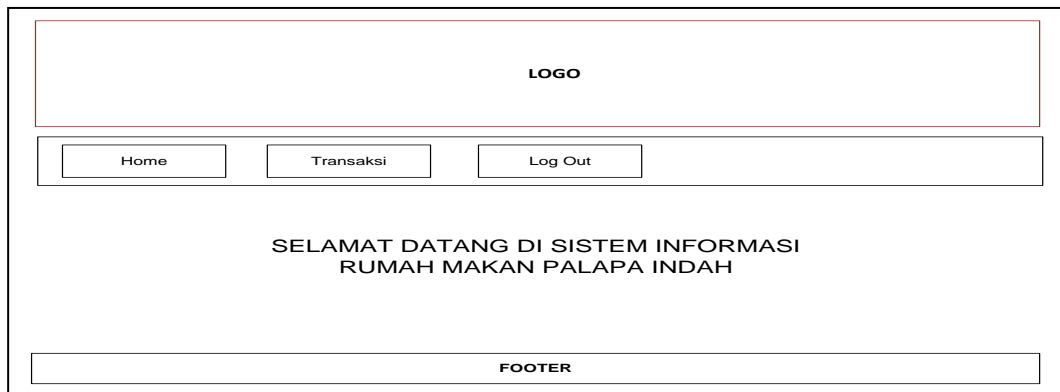 LOGO
Home
Transaksi
Log Out
SELAMAT DATANG DI SISTEM INFORMASI
RUMAH MAKAN PALAPA INDAH
FOOTER